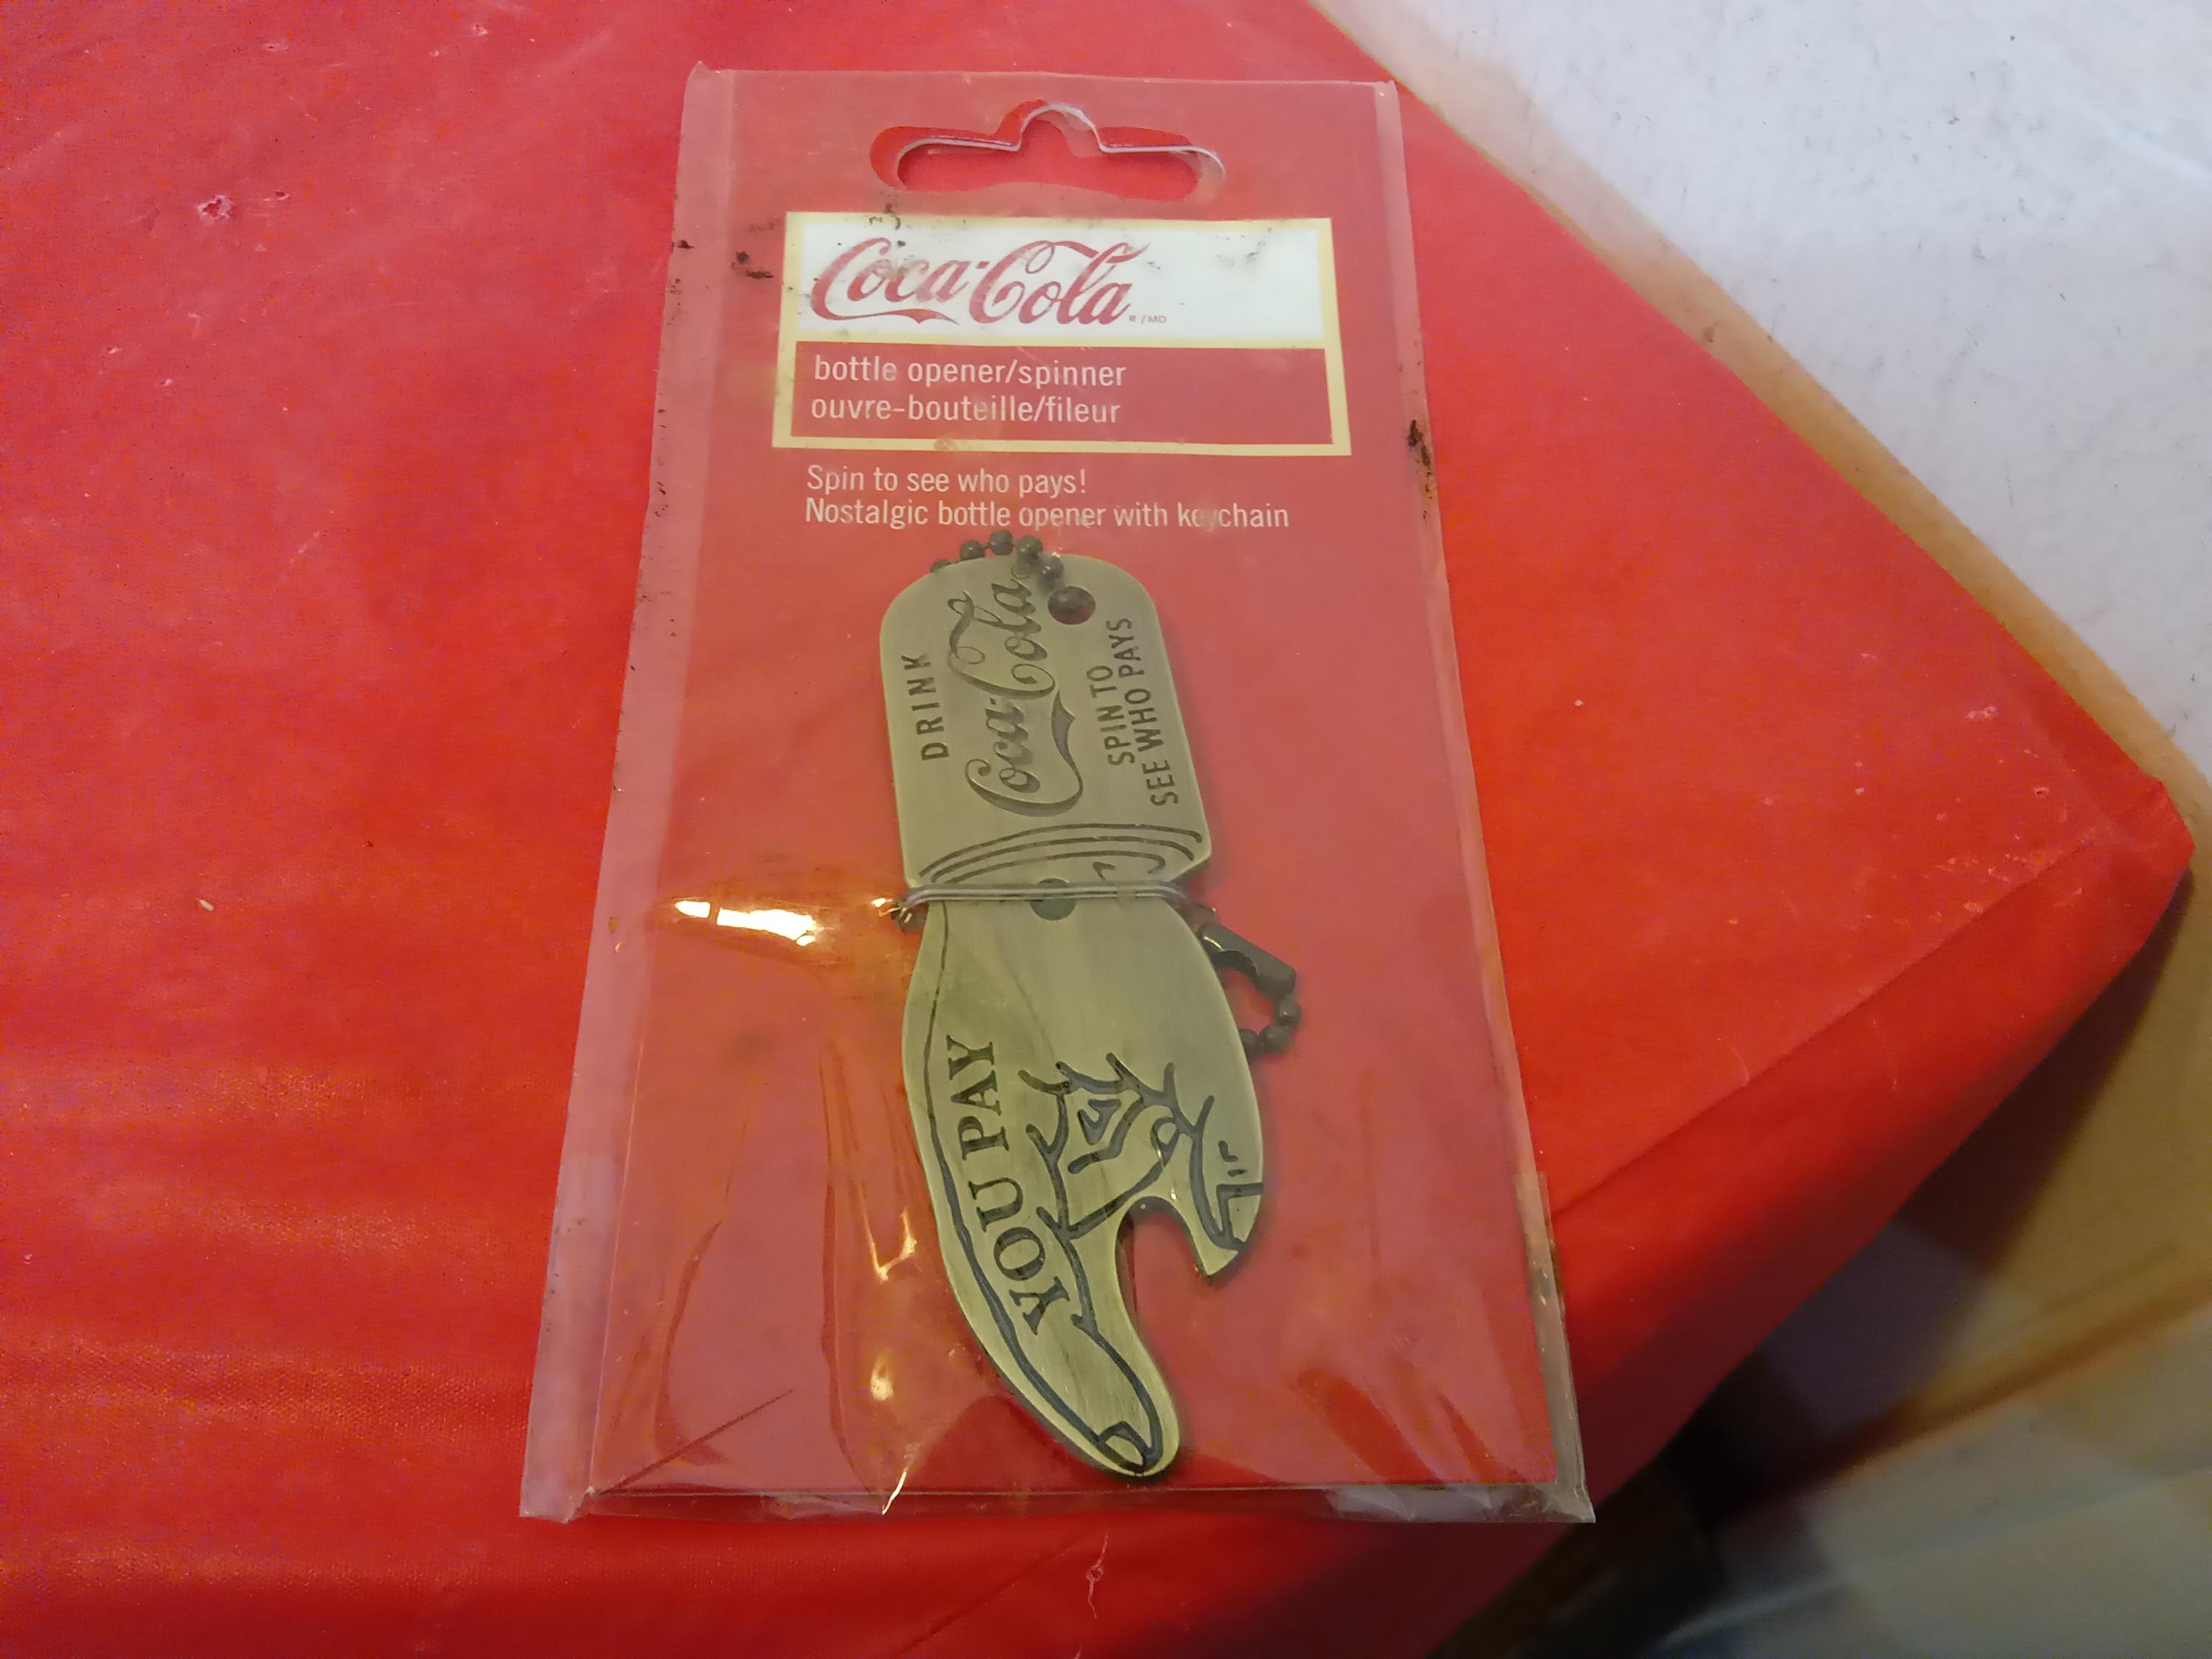 Coca-Cola
R/MD
bottle opener/spinner
ouvre-bouteille/fileur
Spin to see who pays!
Nostalgic bottle opener with keychain
DRINK
Coca-Cola
SPIN TO
SEE WHO PAYS
YOU PAY